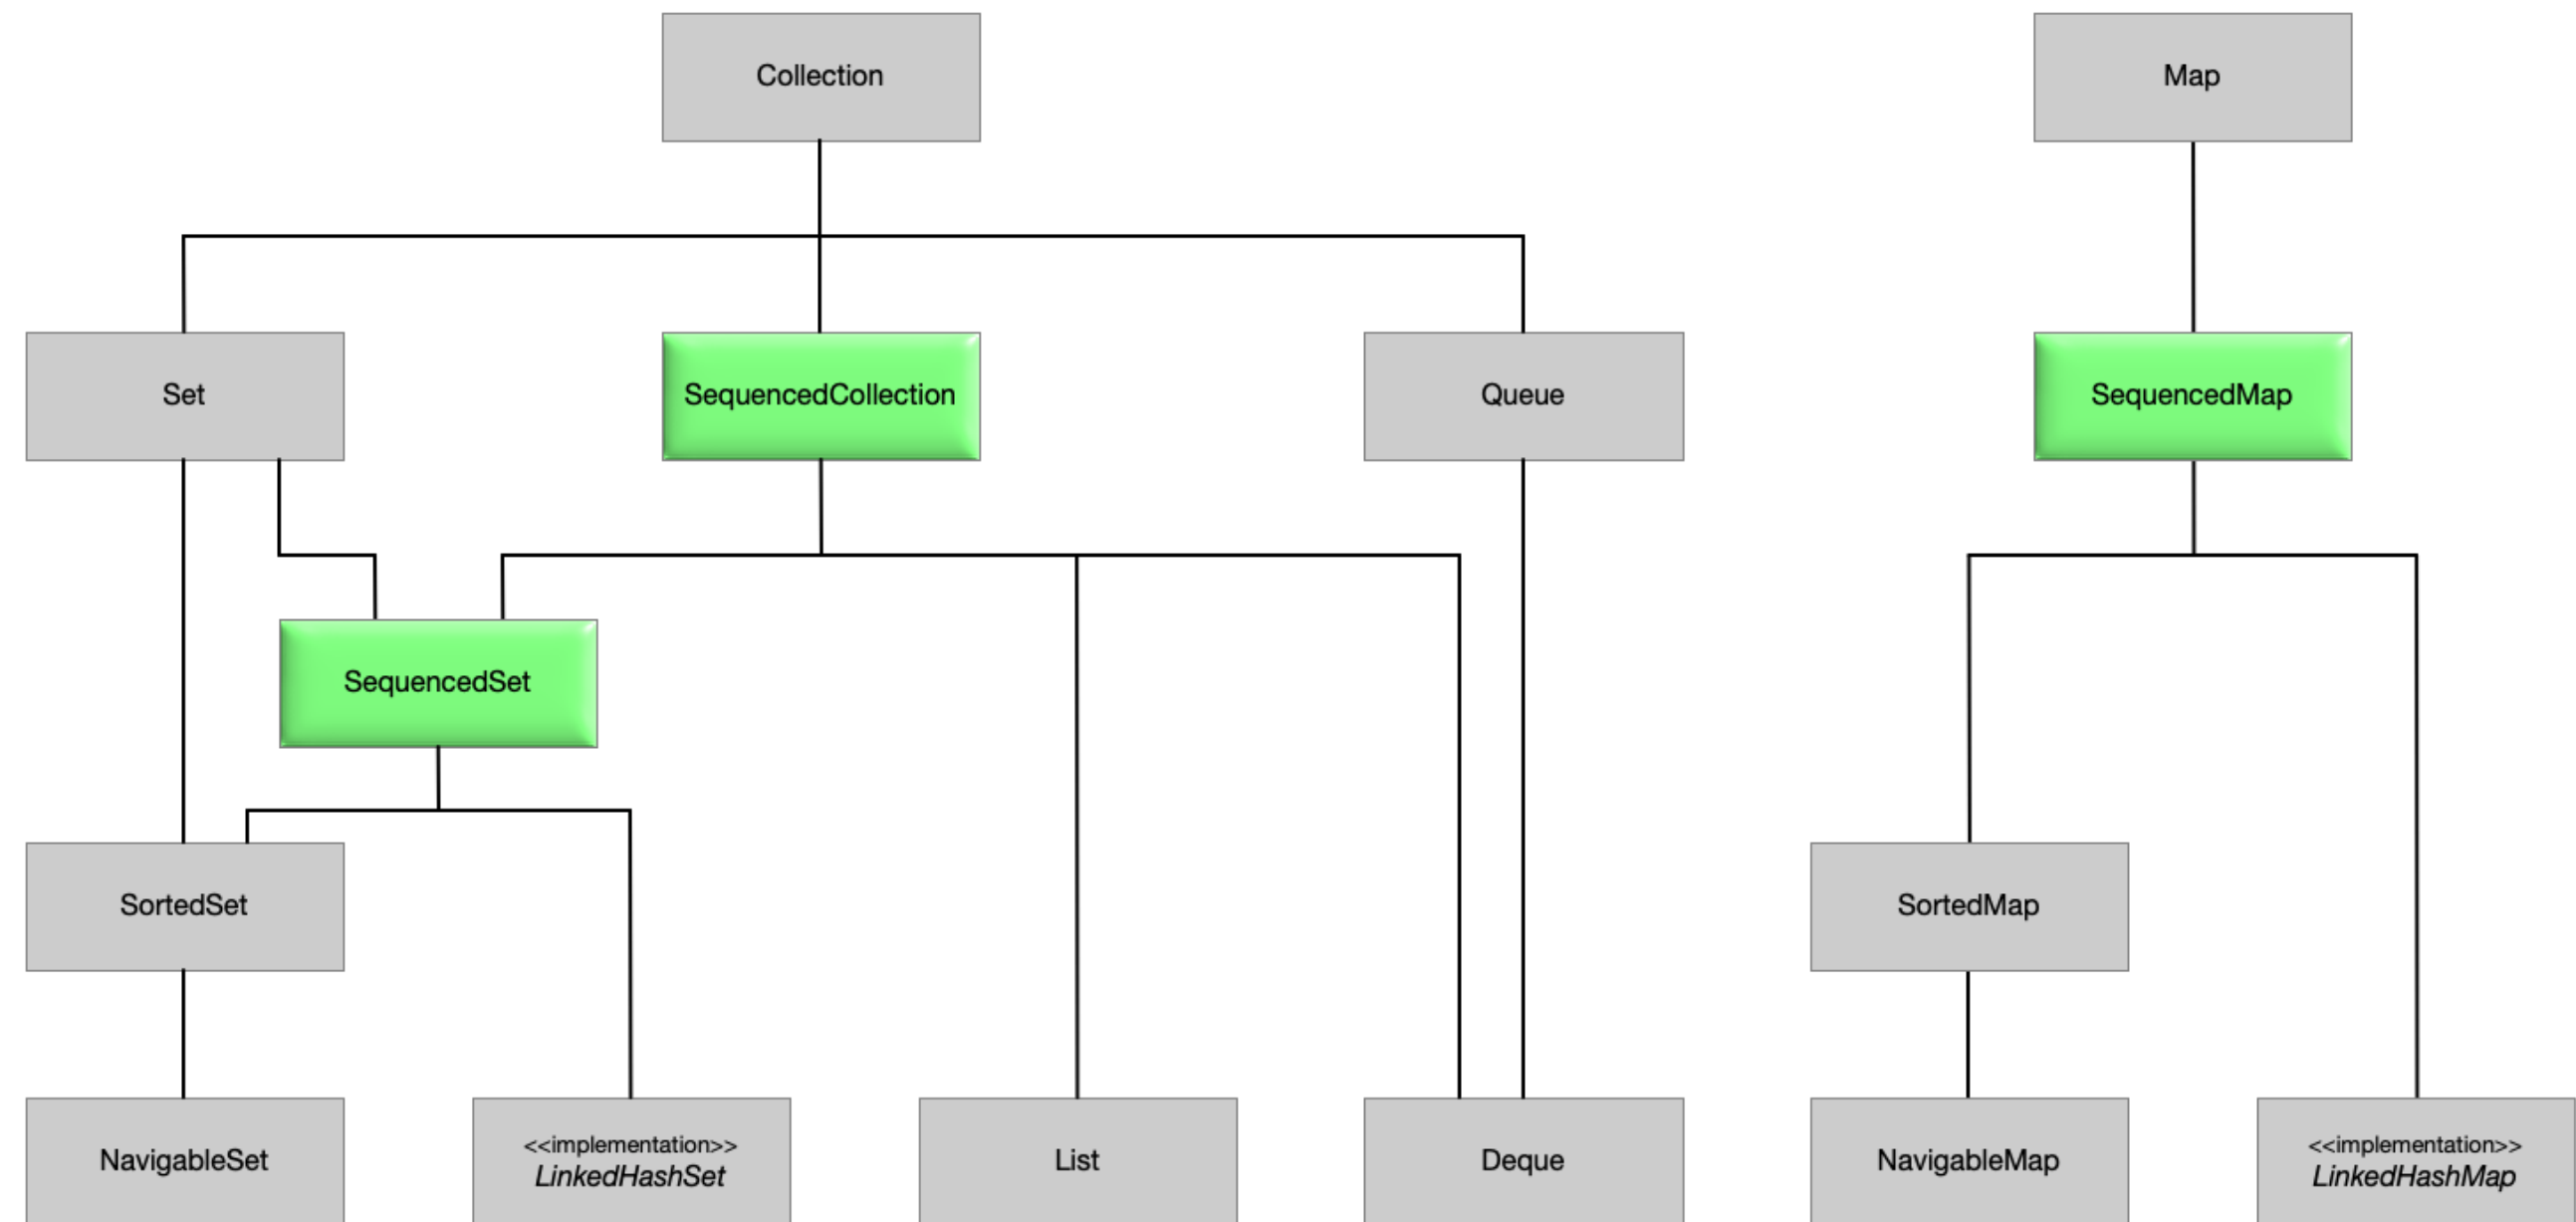 Collection
Map
Set
SequencedCollection
Queue
SequencedMap
SequencedSet
SortedSet
SortedMap
NavigableSet
<<implementation>>
LinkedHashSet
List
Deque
NavigableMap
<<implementation>>
LinkedHashMap